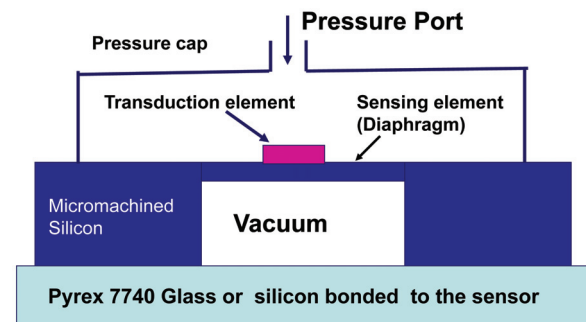 Pressure Port
Pressure cap
Transduction element
Sensing element
(Diaphragm)
Micromachined
Silicon
Vacuum
Pyrex 7740 Glass or silicon bonded to the sensor